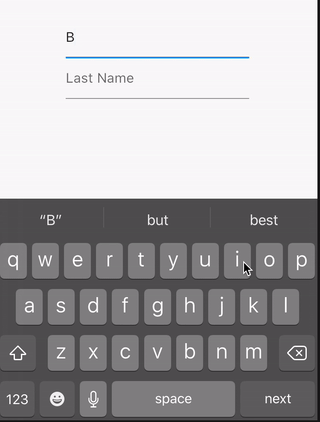 B
Last Name
“B” but best
q w e r t y u i o p
a s d f g h j k l
z x c v b n m
123 space next